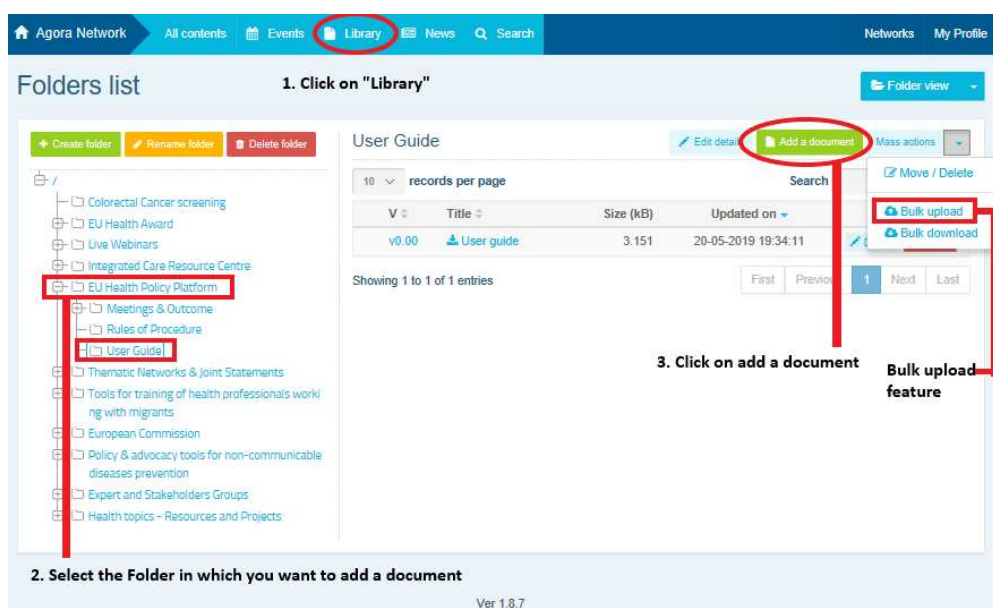 Agora Network All contents Events Library News Search Networks My Profile
Folders list
1. Click on "Library"
Folder view
Create folder Rename folder Delete folder
User Guide
Edit Add a document Mass actions
/
Colorectal Cancer screening
EU Health Award
Live Webinars
Integrated Care Resource Centre
EU Health Policy Platform
Meetings & Outcome
Rules of Procedure
User Guide
Thematic Networks & Joint Statements
Tools for training of health professionals worki
ng with migrants
European Commission
Policy & advocacy tools for non-communicable
diseases prevention
Expert and Stakeholders Groups
Health topics - Resources and Projects
10 records per page Search
Move / Delete
Bulk upload
Bulk download
V Title Size (kB) Updated on
v0.00 User guide 3.151 20-05-2019 19:34:11
Showing 1 to 1 of 1 entries
First 1 Next Last
3. Click on add a document
Bulk upload
feature
2. Select the Folder in which you want to add a document
Ver 1.8.7